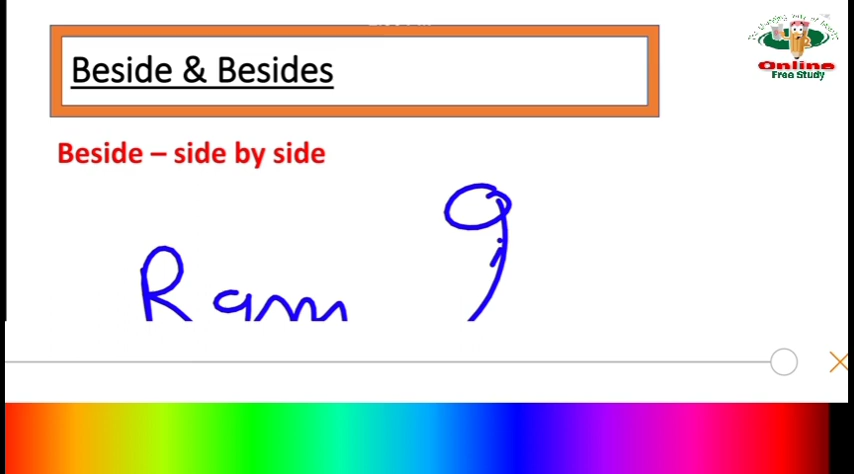 Online
Free Study
Beside & Besides
Beside – side by side
Ram